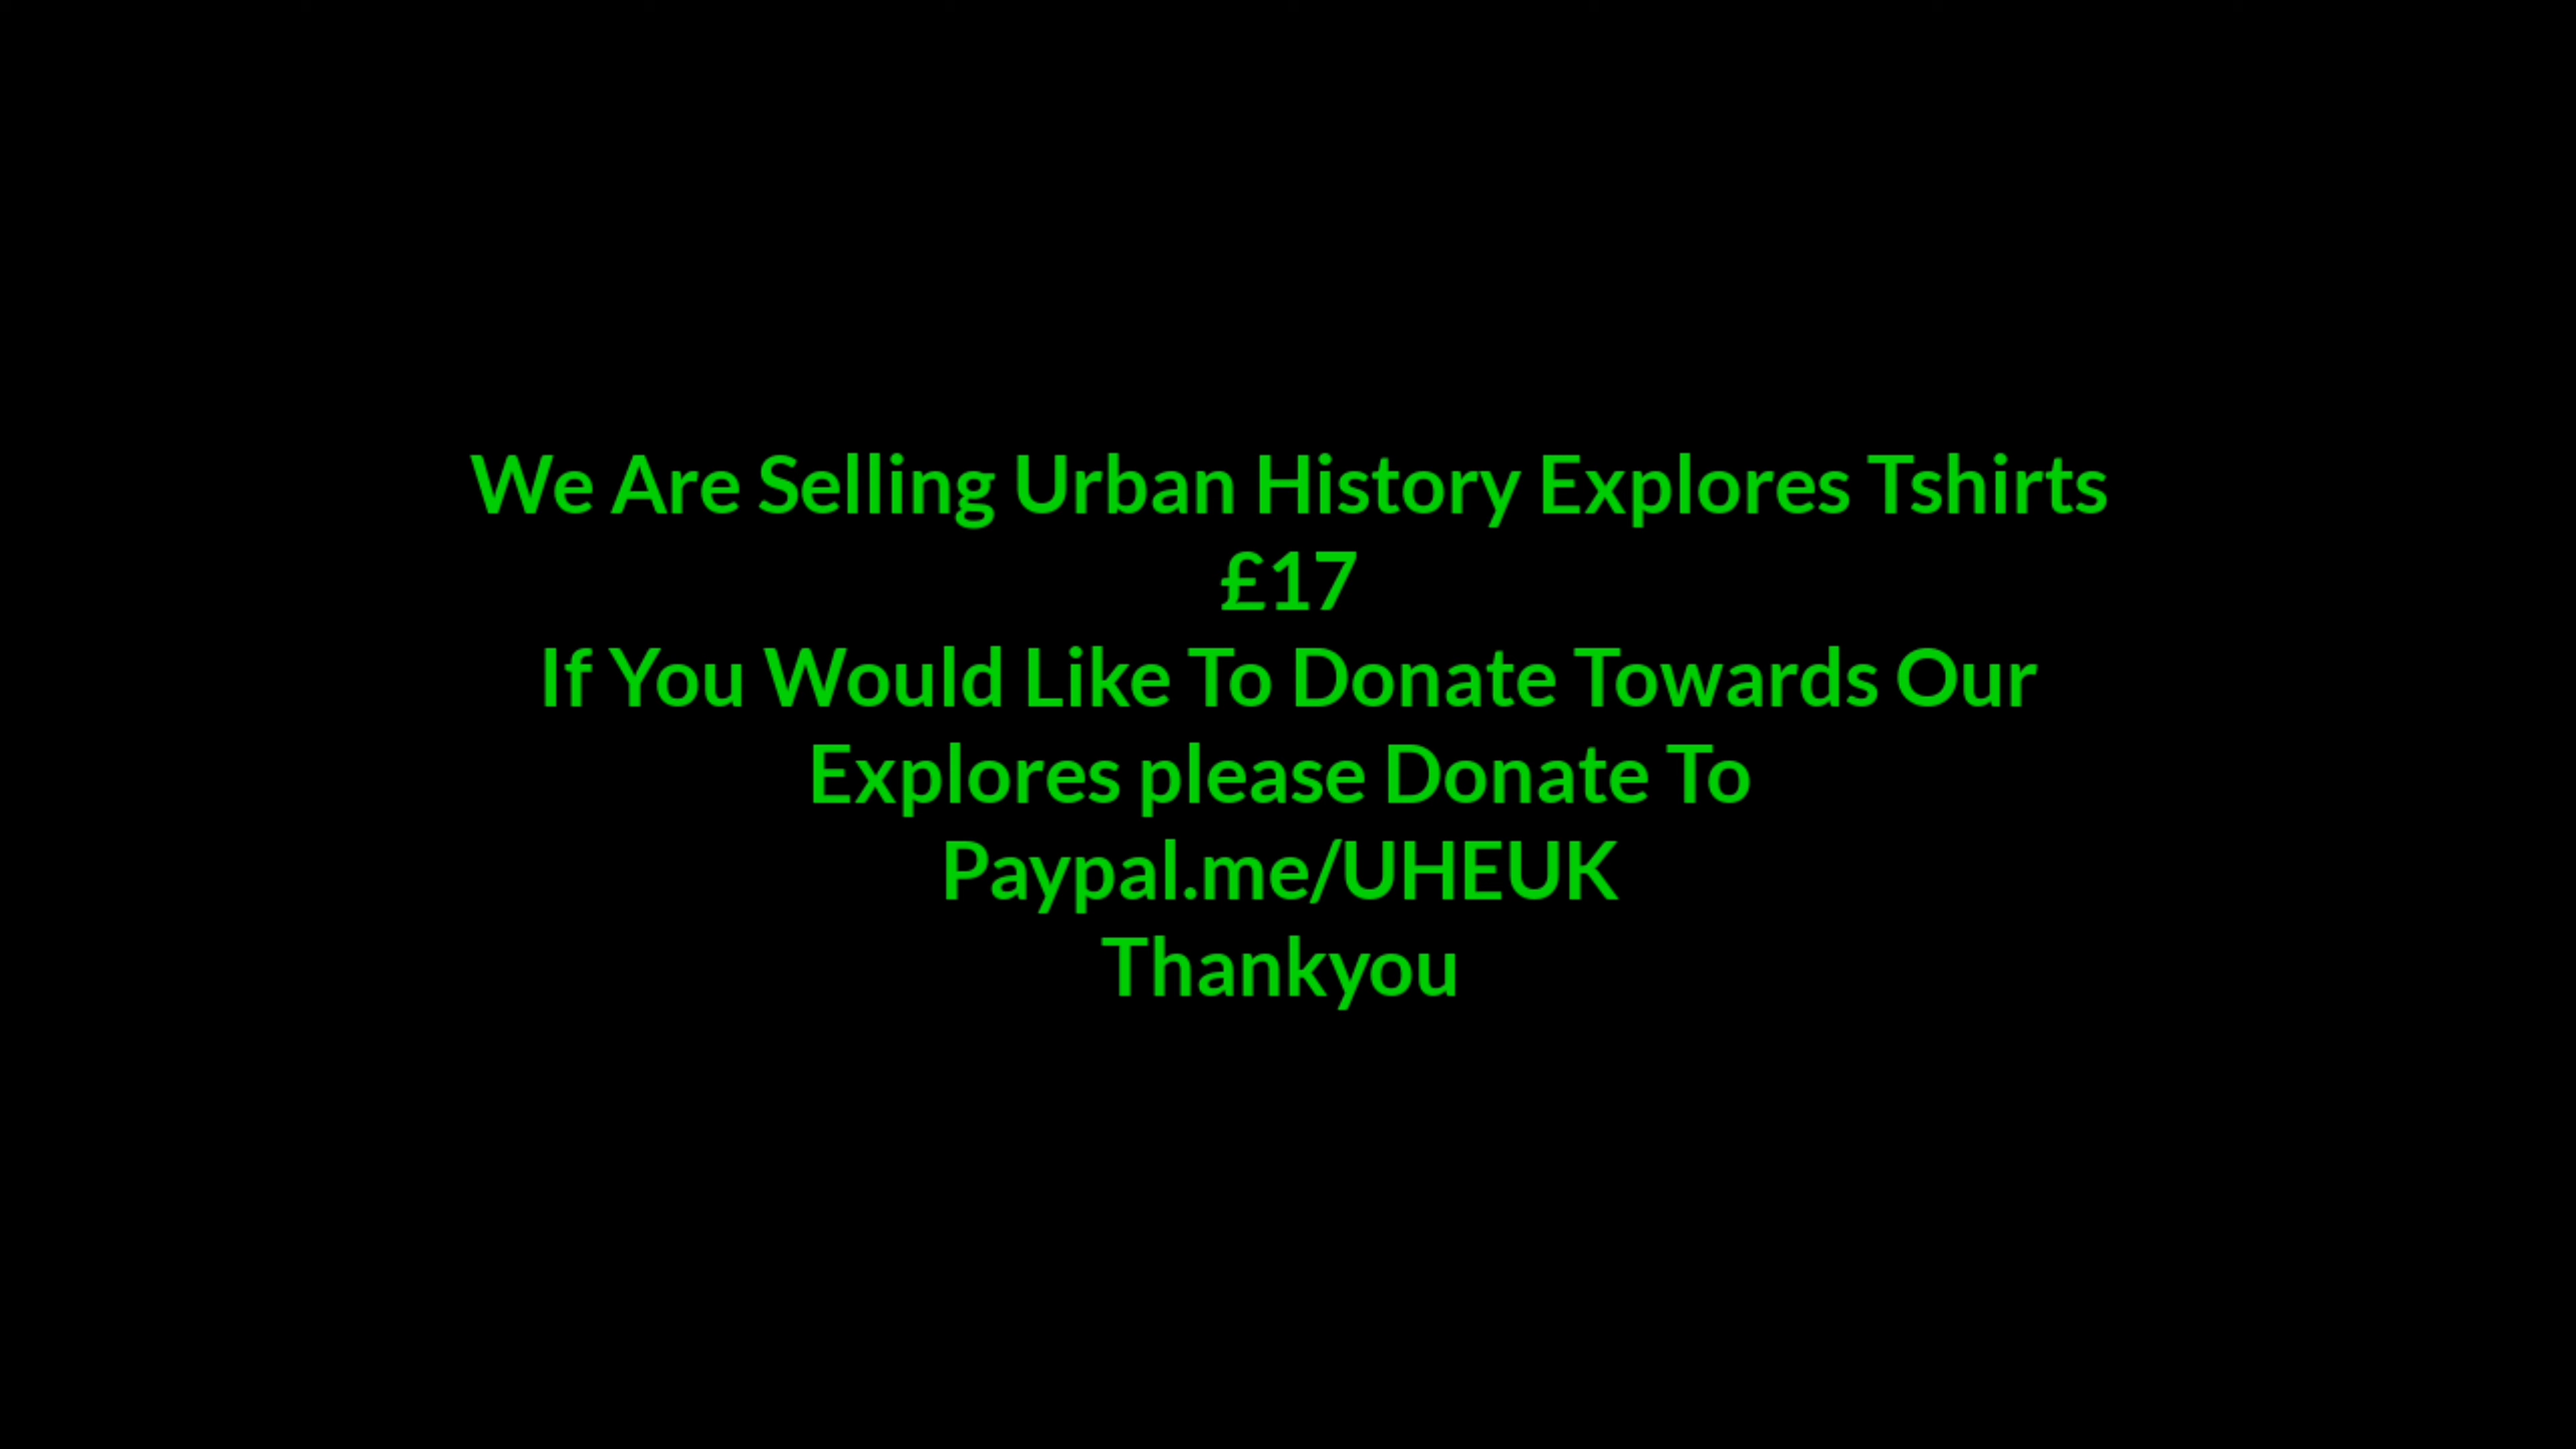 We Are Selling Urban History Explores Tshirts
£17
If You Would Like To Donate Towards Our
Explores please Donate To
Paypal.me/UHEUK
Thankyou